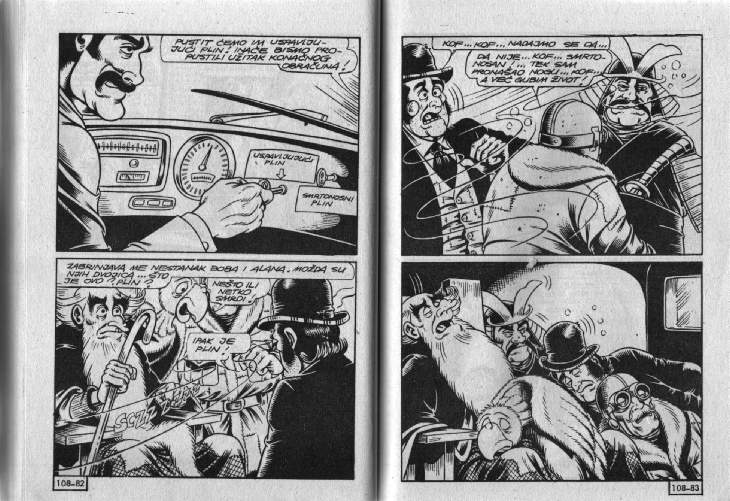 PUSTIT ĆEMO IM USPAVLJU-
JUĆI PLIN! INAČE BISMO PRO-
PUSTILI UŽITAK KONAČNOG
OBRAČUNA!
USPAVLJUJUĆI
PLIN
SMRTONOSNI
PLIN
ZABRINJAVA ME NESTANAK BOBA I ALANA. MOŽDA SU
NJIH DVOJICA... ŠTO
JE OVO? PLIN?
NEŠTO ILI
NETKO
SMRDI!
IPAK JE
PLIN!
108-82
KOF... KOF... NADAJMO SE DA...
DA NIJE... KOF... SMRTO-
NOSAN!... TEK SAM
PRONAŠAO NOGU... KOF...
A VEĆ GUBIM ŽIVOT!
108-83